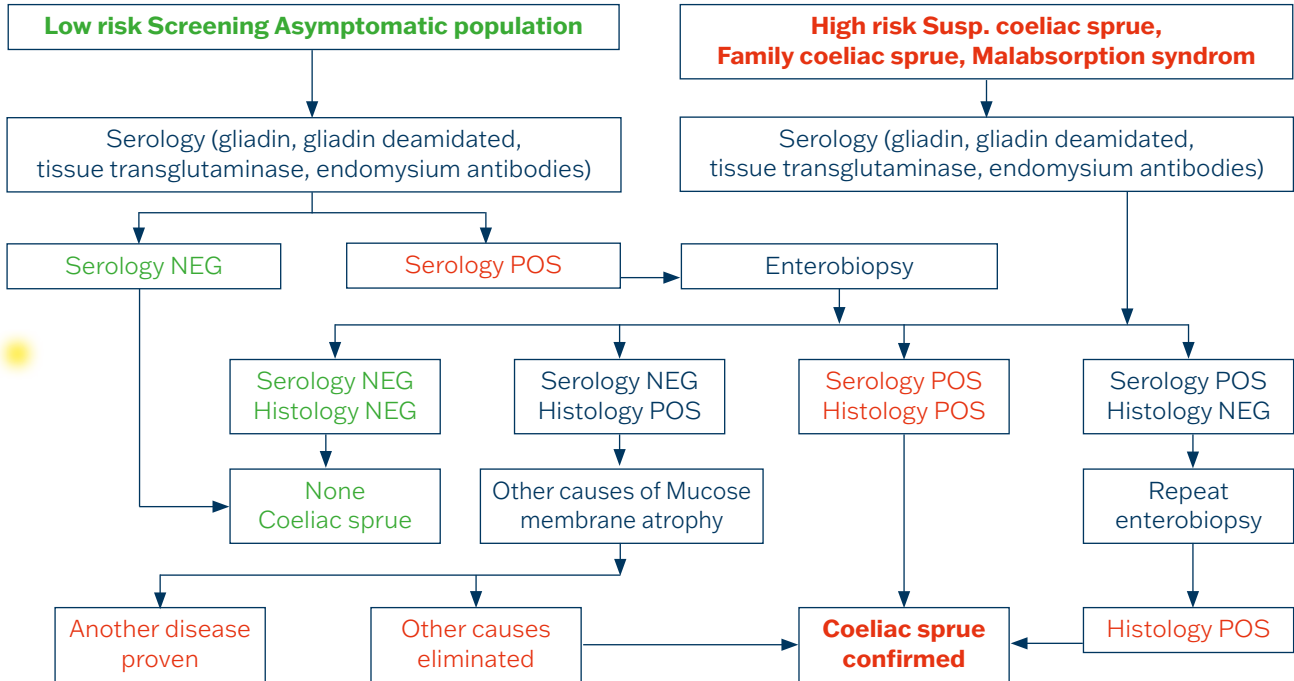 Low risk Screening Asymptomatic population
High risk Susp. coeliac sprue,
Family coeliac sprue, Malabsorption syndrom
Serology (gliadin, gliadin deamidated,
tissue transglutaminase, endomysium antibodies)
Serology (gliadin, gliadin deamidated,
tissue transglutaminase, endomysium antibodies)
Serology NEG
Serology POS
Enterobiopsy
Serology NEG
Histology NEG
Serology NEG
Histology POS
Serology POS
Histology POS
Serology POS
Histology NEG
None
Coeliac sprue
Other causes of Mucose
membrane atrophy
Repeat
enterobiopsy
Another disease
proven
Other causes
eliminated
Coeliac sprue
confirmed
Histology POS